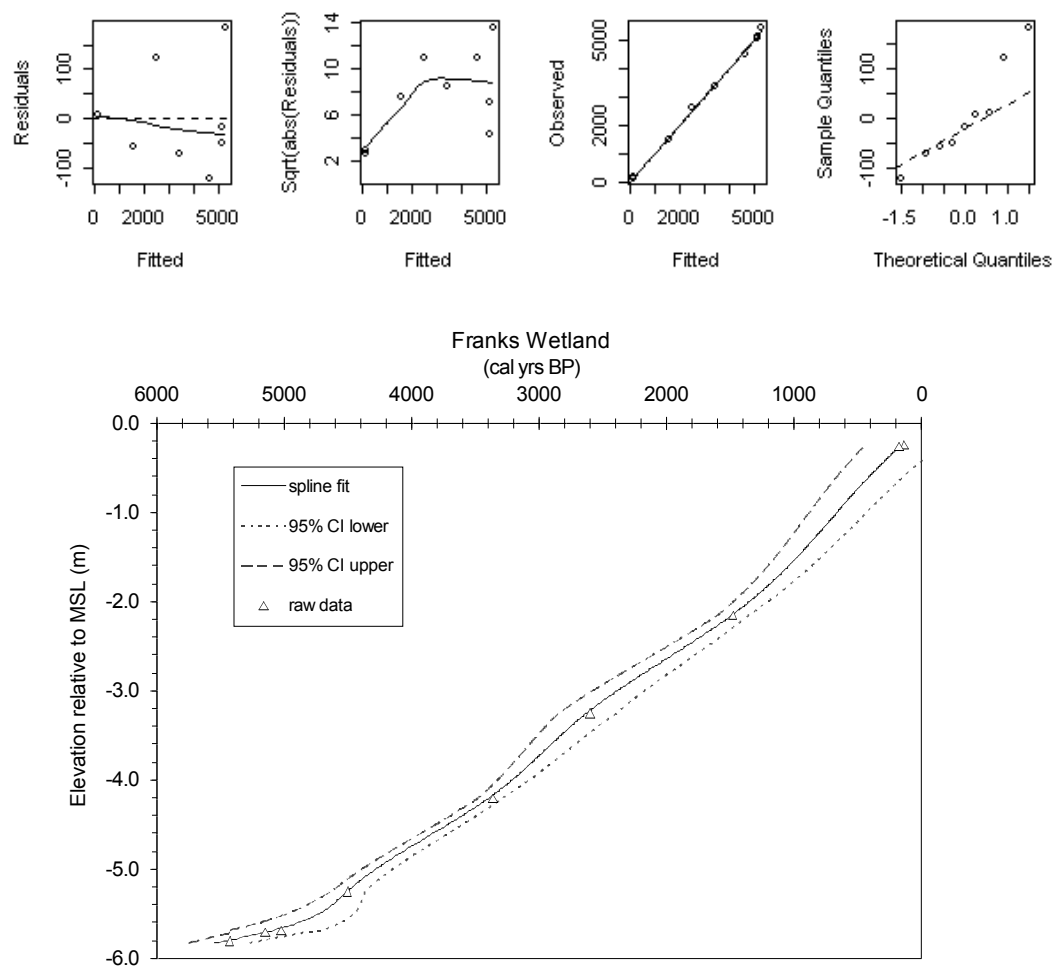 Residuals
-100 0 100
0 2000 5000
Fitted
Sqrt(abs(Residuals))
2 6 10 14
0 2000 5000
Fitted
Observed
0 2000 5000
0 2000 5000
Fitted
Sample Quantiles
-100 0 100
-1.5 0.0 1.0
Theoretical Quantiles
Franks Wetland
(cal yrs BP)
6000 5000 4000 3000 2000 1000 0
Elevation relative to MSL (m)
0.0
-1.0
-2.0
-3.0
-4.0
-5.0
-6.0
spline fit
95% CI lower
95% CI upper
raw data